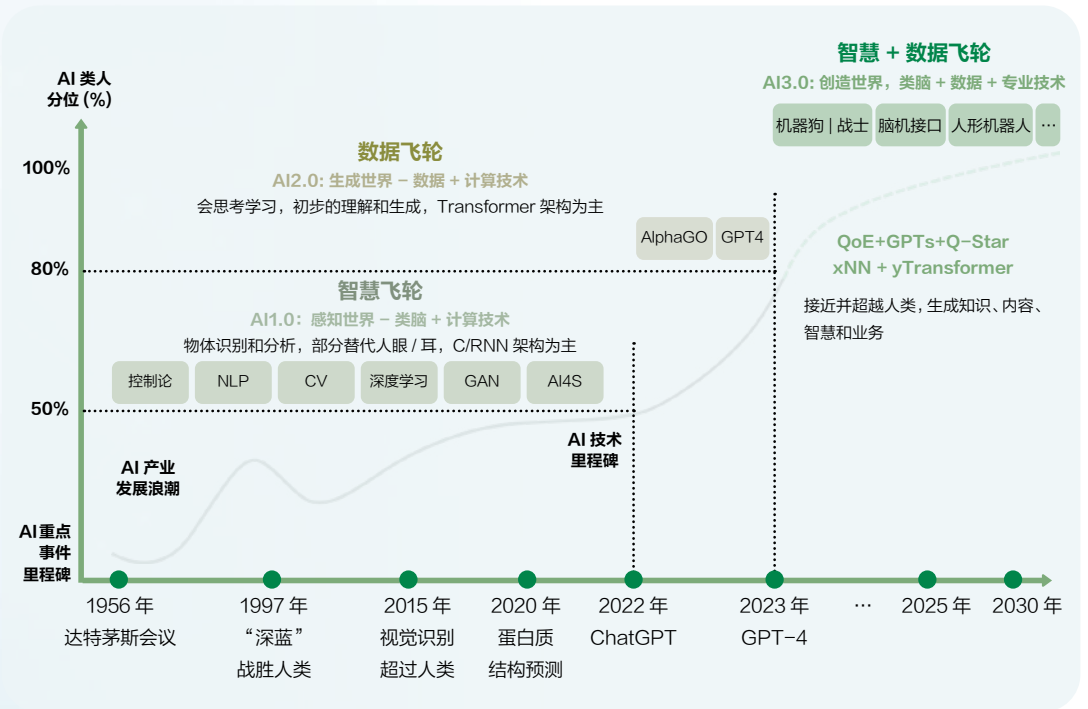 智慧 + 数据飞轮
AI3.0: 创造世界，类脑 + 数据 + 专业技术
机器狗 | 战士
脑机接口
人形机器人
…
AI 类人
分位 (%)
100%
数据飞轮
AI2.0: 生成世界 – 数据 + 计算技术
会思考学习，初步的理解和生成，Transformer 架构为主
AlphaGO
GPT4
QoE+GPTs+Q-Star
xNN + yTransformer
接近并超越人类, 生成知识、内容、
智慧和业务
80%
智慧飞轮
AI1.0：感知世界 – 类脑 + 计算技术
物体识别和分析，部分替代人眼 / 耳，C/RNN 架构为主
控制论
NLP
CV
深度学习
GAN
AI4S
50%
AI 技术
里程碑
AI 产业
发展浪潮
AI重点
事件
里程碑
1956 年
达特茅斯会议
1997 年
“深蓝”
战胜人类
2015 年
视觉识别
超过人类
2020 年
蛋白质
结构预测
2022 年
ChatGPT
2023 年
GPT-4
…
2025 年
2030 年